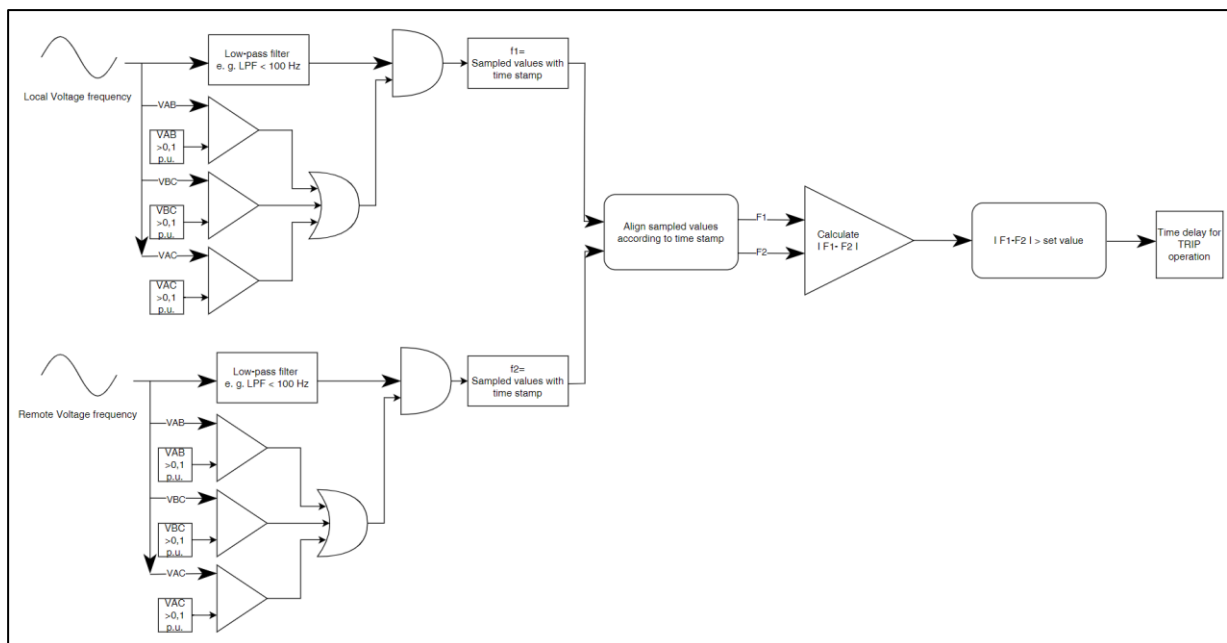 Low-pass filter
e. g. LPF < 100 Hz
f1=
Sampled values with
time stamp
Local Voltage frequency
VAB
VAB
>0,1
p.u.
VBC
VBC
>0,1
p.u.
VAC
VAC
>0,1
p.u.
Align sampled values
according to time stamp
F1
F2
Calculate
I F1- F2 I
I F1-F2 I > set value
Time delay for
TRIP
operation
Low-pass filter
e. g. LPF < 100 Hz
f2=
Sampled values with
time stamp
Remote Voltage frequency
VAB
VAB
>0,1
p.u.
VBC
VBC
>0,1
p.u.
VAC
VAC
>0,1
p.u.